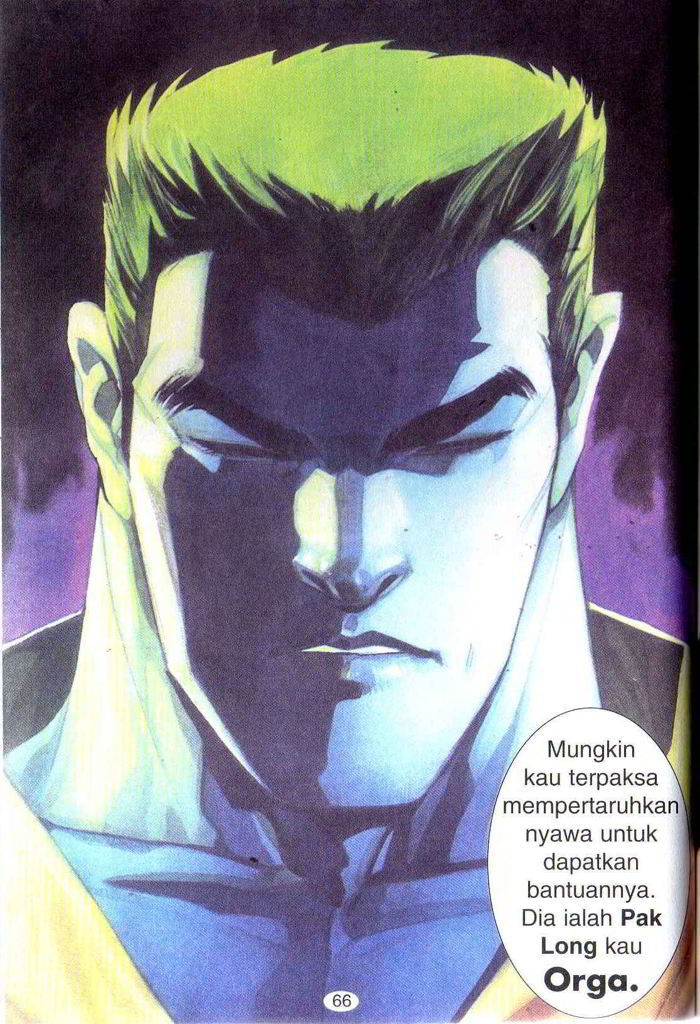 Mungkin
kau terpaksa
mempertaruhkan
nyawa untuk
dapatkan
bantuannya.
Dia ialah Pak
Long kau
Orga.
66